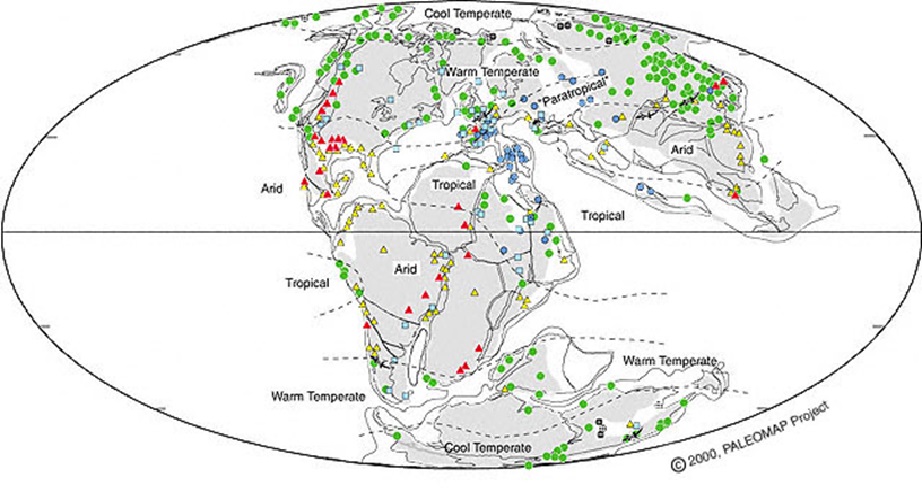 Cool Temperate
Warm Temperate
Paratropical
Arid
Arid
Tropical
Tropical
Arid
Tropical
Warm Temperate
Warm Temperate
Cool Temperate
© 2000, PALEOMAP Project